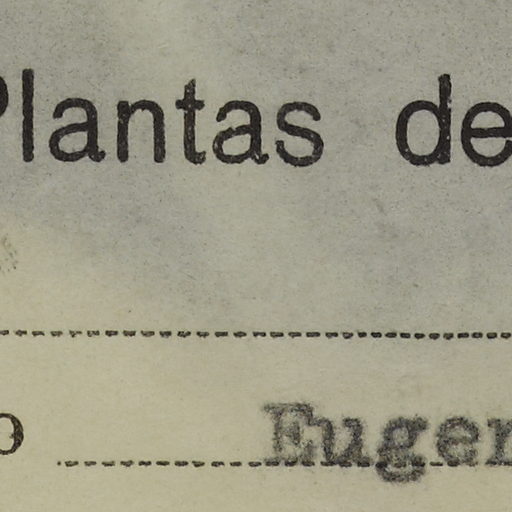 Plantas de
o Eugen